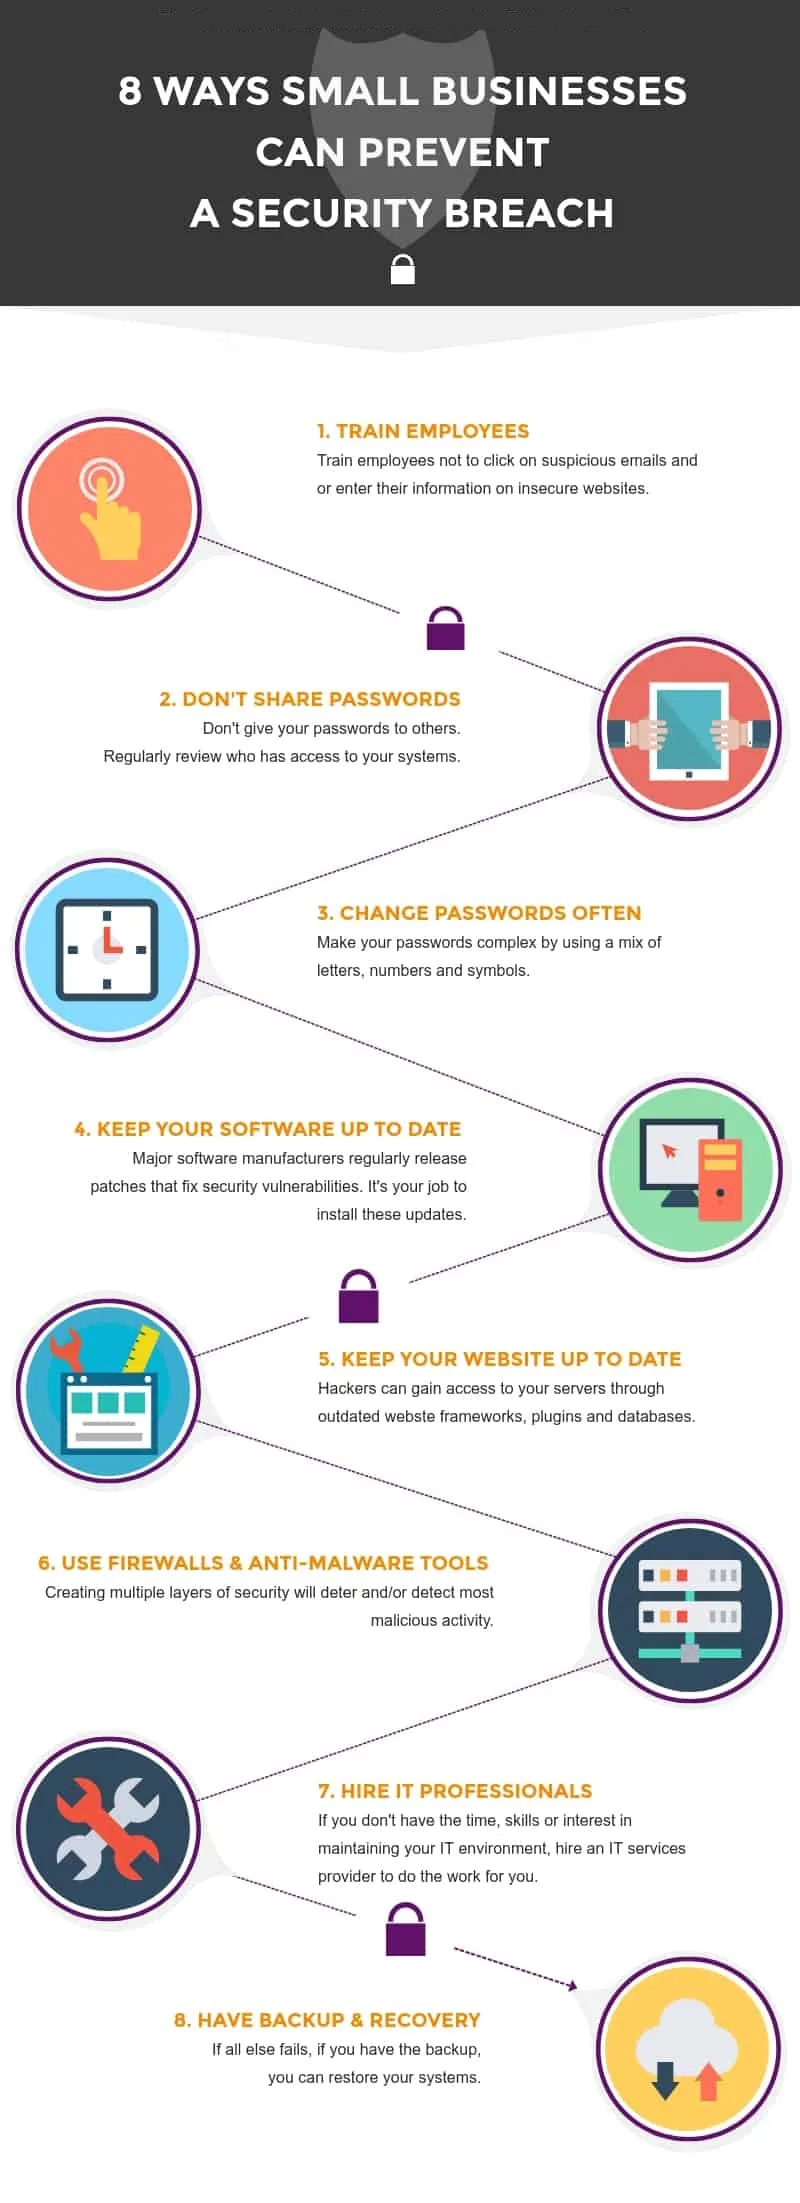 8 WAYS SMALL BUSINESSES
CAN PREVENT
A SECURITY BREACH
1. TRAIN EMPLOYEES
Train employees not to click on suspicious emails and
or enter their information on insecure websites.
2. DON'T SHARE PASSWORDS
Don't give your passwords to others.
Regularly review who has access to your systems.
3. CHANGE PASSWORDS OFTEN
Make your passwords complex by using a mix of
letters, numbers and symbols.
4. KEEP YOUR SOFTWARE UP TO DATE
Major software manufacturers regularly release
patches that fix security vulnerabilities. It's your job to
install these updates.
5. KEEP YOUR WEBSITE UP TO DATE
Hackers can gain access to your servers through
outdated webste frameworks, plugins and databases.
6. USE FIREWALLS & ANTI-MALWARE TOOLS
Creating multiple layers of security will deter and/or detect most
malicious activity.
7. HIRE IT PROFESSIONALS
If you don't have the time, skills or interest in
maintaining your IT environment, hire an IT services
provider to do the work for you.
8. HAVE BACKUP & RECOVERY
If all else fails, if you have the backup,
you can restore your systems.